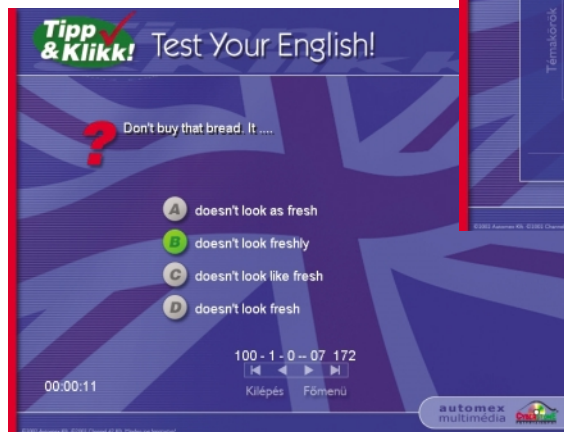 Tipp
& Klikk!
Test Your English!
Don't buy that bread. It ....
A doesn't look as fresh
B doesn't look freshly
C doesn't look like fresh
D doesn't look fresh
100 - 1 - 0 -- 07 172
00:00:11
Kilépés Főmenü
automex
multimédia
Témakörök